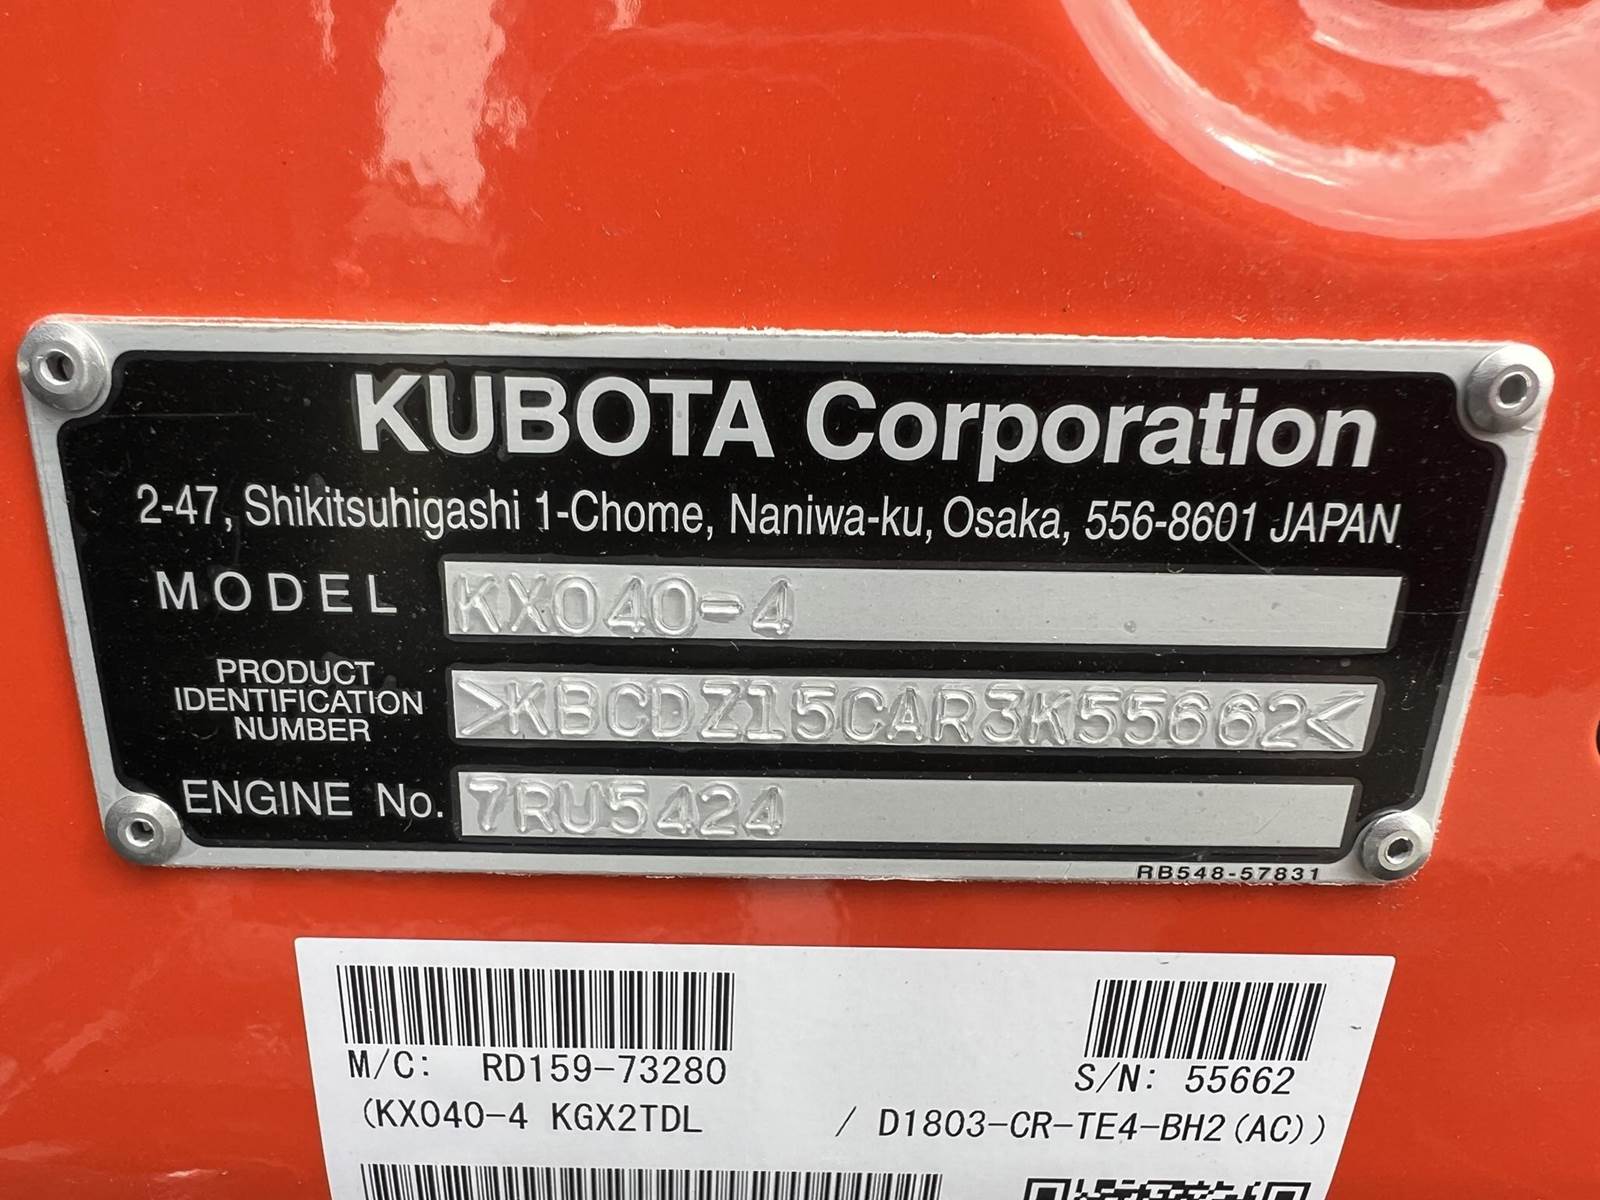 KUBOTA Corporation
2-47, Shikitsuhigashi 1-Chome, Naniwa-ku, Osaka, 556-8601 JAPAN
MODEL KX040-4
PRODUCT IDENTIFICATION NUMBER >KBCDZ15CAR3K55662<
ENGINE No. 7RU5424
RB548-57831
M/C: RD159-73280 S/N: 55662
(KX040-4 KGX2TDL / D1803-CR-TE4-BH2(AC))